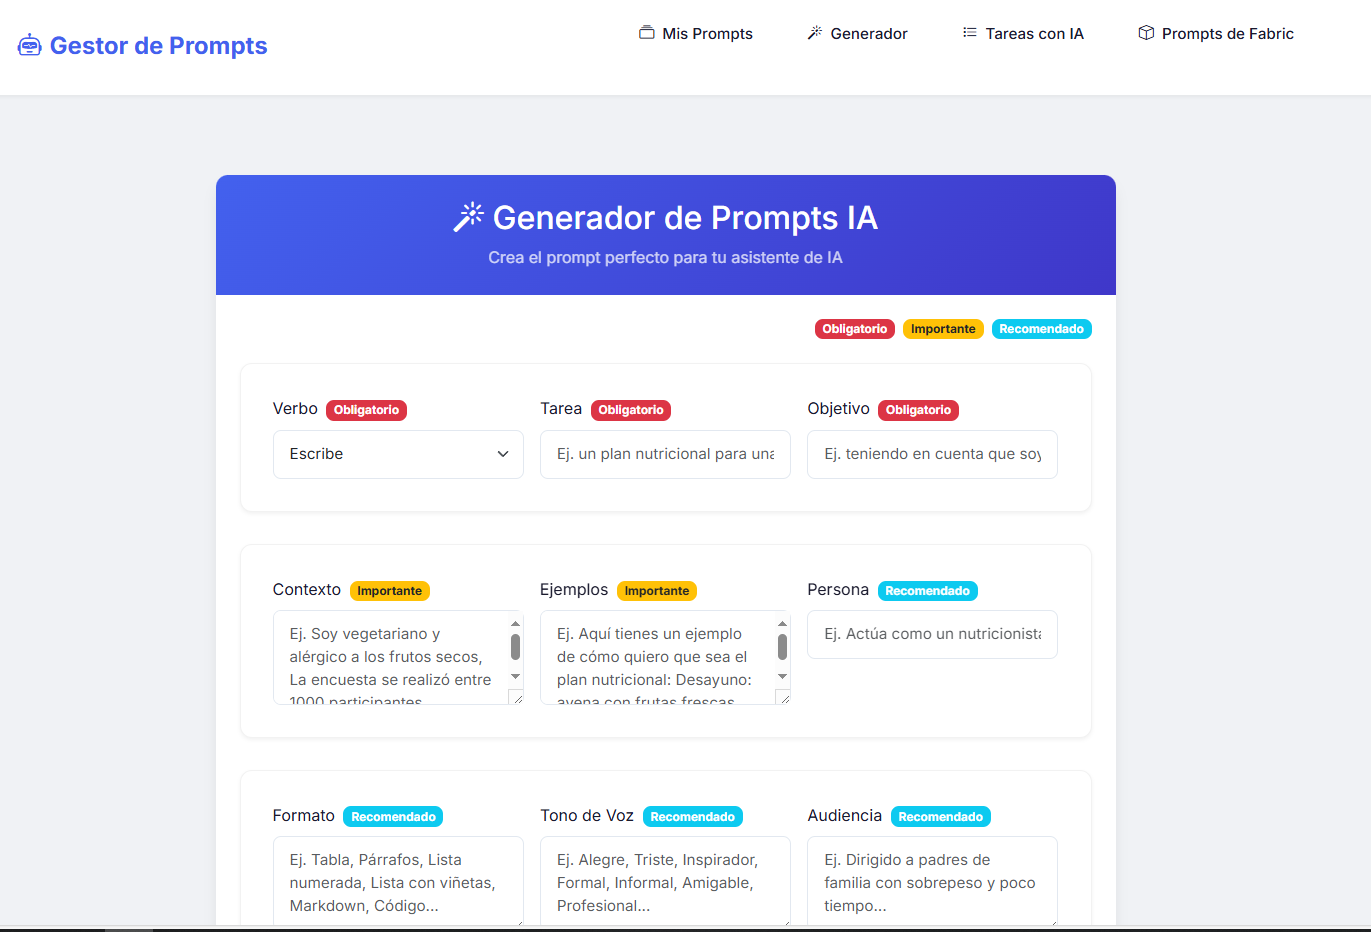 Gestor de Prompts
Mis Prompts
Generador
Tareas con IA
Prompts de Fabric
Generador de Prompts IA
Crea el prompt perfecto para tu asistente de IA
Obligatorio Importante Recomendado
Verbo Obligatorio
Escribe
Tarea Obligatorio
Ej. un plan nutricional para una
Objetivo Obligatorio
Ej. teniendo en cuenta que soy
Contexto Importante
Ej. Soy vegetariano y
alérgico a los frutos secos,
La encuesta se realizó entre
1000 participantes
Ejemplos Importante
Ej. Aquí tienes un ejemplo
de cómo quiero que sea el
plan nutricional: Desayuno:
avena con frutas frescas
Persona Recomendado
Ej. Actúa como un nutricionista
Formato Recomendado
Ej. Tabla, Párrafos, Lista
numerada, Lista con viñetas,
Markdown, Código...
Tono de Voz Recomendado
Ej. Alegre, Triste, Inspirador,
Formal, Informal, Amigable,
Profesional...
Audiencia Recomendado
Ej. Dirigido a padres de
familia con sobrepeso y poco
tiempo...